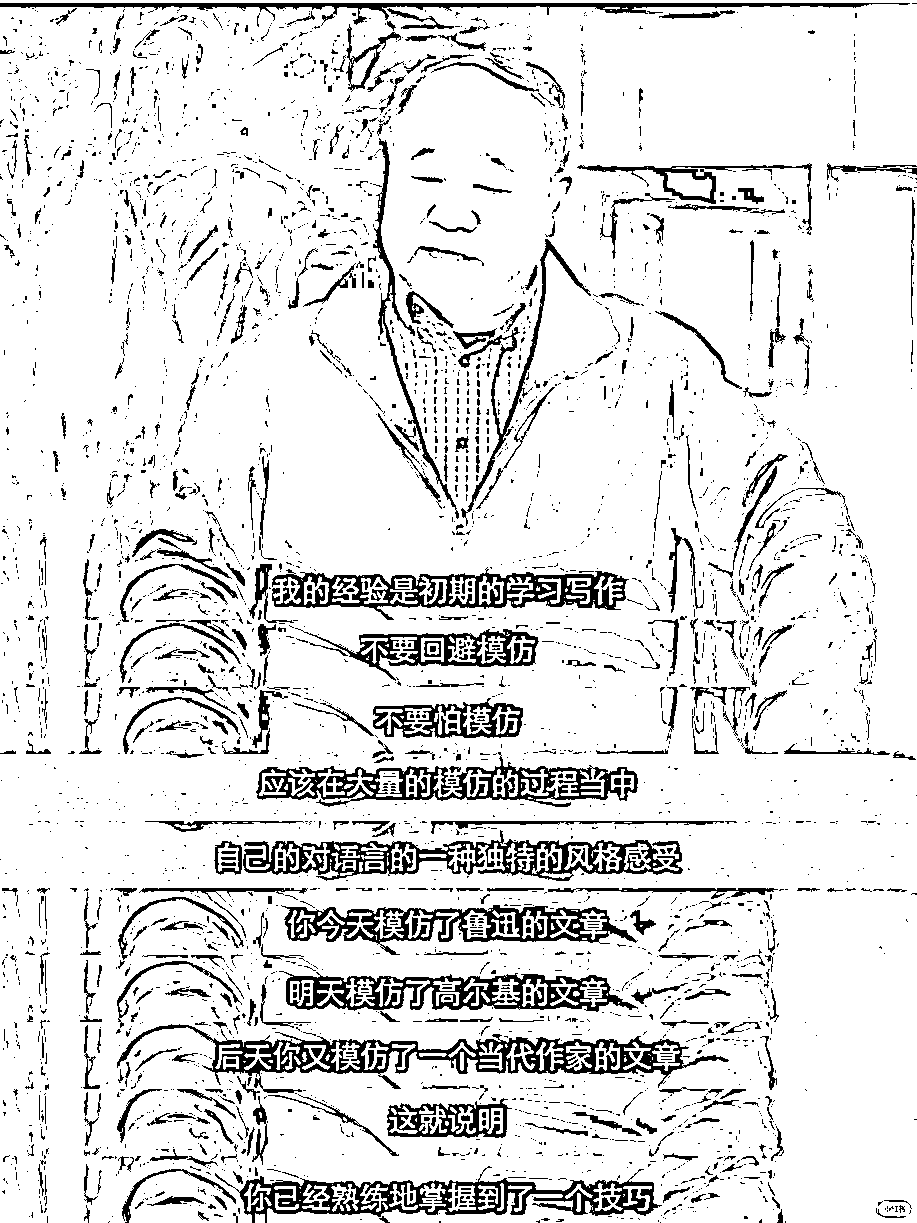 我的经验是初期的学习写作
不要回避模仿
不要怕模仿
应该在大量的模仿的过程当中
自己的对语言的一种独特的风格感受
你今天模仿了鲁迅的文章
明天模仿了高尔基的文章
后天你又模仿了一个当代作家的文章
这就说明
你已经熟练地掌握到了一个技巧